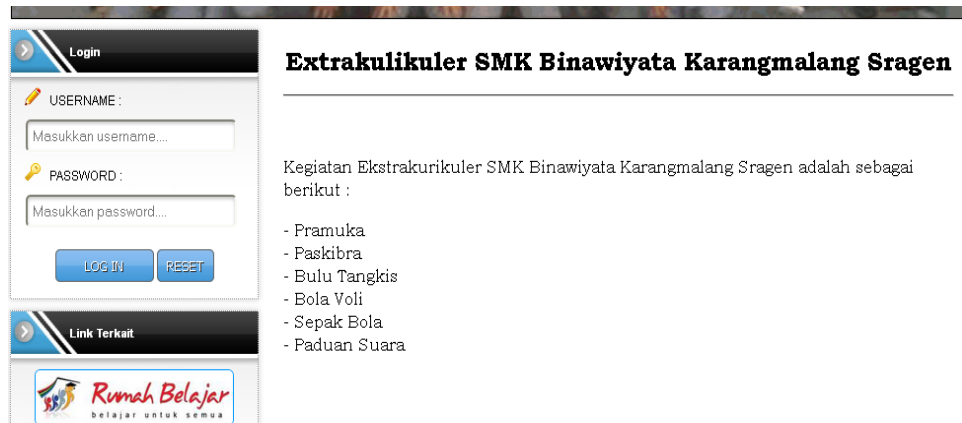 Login
USERNAME :
Masukkan username....
PASSWORD :
Masukkan password....
LOG IN
RESET
Link Terkait
Rumah Belajar
belajar untuk semua
Extrakulikuler SMK Binawiyata Karangmalang Sragen
Kegiatan Ekstrakurikuler SMK Binawiyata Karangmalang Sragen adalah sebagai
berikut :
- Pramuka
- Paskibra
- Bulu Tangkis
- Bola Voli
- Sepak Bola
- Paduan Suara